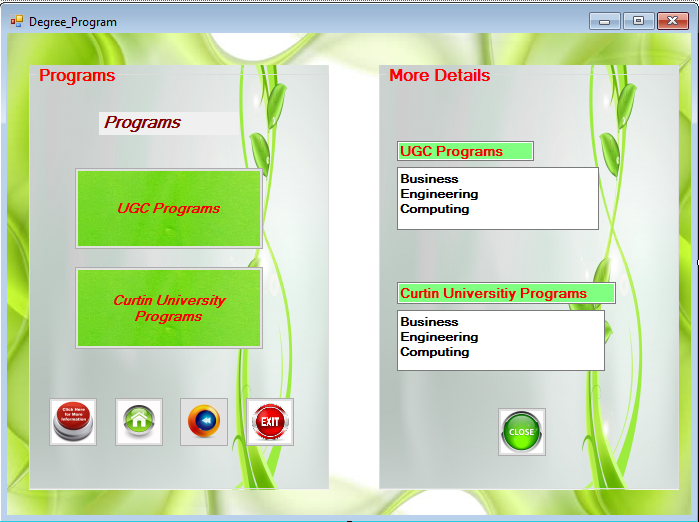 Degree_Program
Programs
Programs
UGC Programs
Curtin University
Programs
Click Here
for More
Information
EXIT
More Details
UGC Programs
Business
Engineering
Computing
Curtin Universitiy Programs
Business
Engineering
Computing
CLOSE